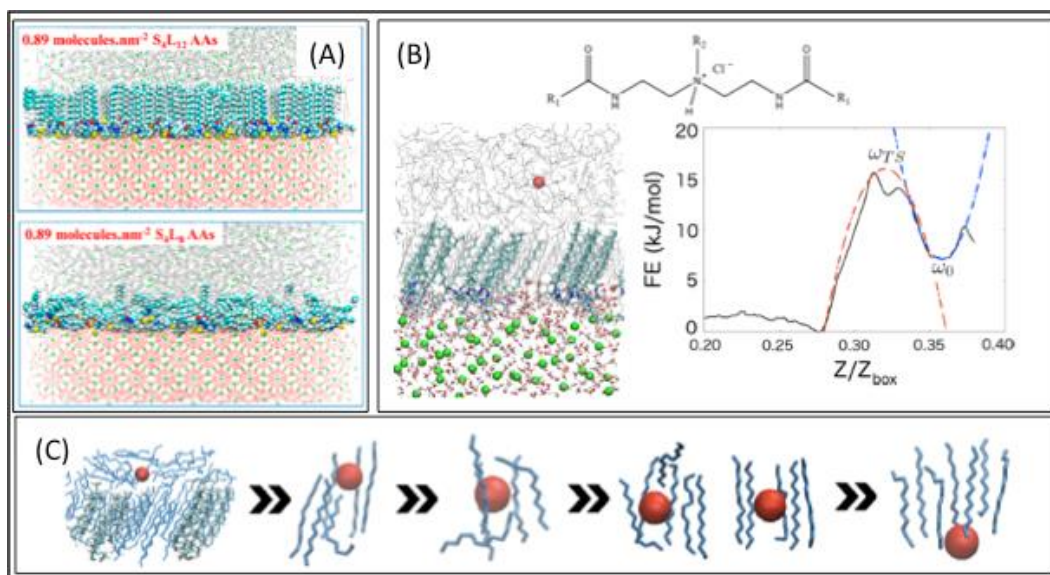 0.89 molecules.nm⁻² S₄L₁₂ AAs
(A)
0.89 molecules.nm⁻² S₄L₈ AAs
(B)
O
R₂
O
Cl⁻
R₁
N
H
N⁺
H
N
H
R₁
20
15
10
5
0
FE (kJ/mol)
ω_TS
ω₀
0.20
0.25
0.30
0.35
0.40
Z/Z_box
(C)